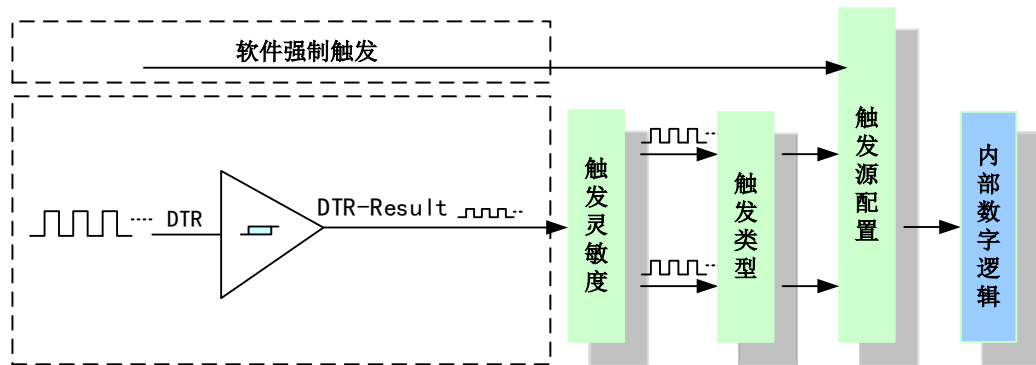 软件强制触发
DTR
DTR-Result
触发灵敏度
触发类型
触发源配置
内部数字逻辑